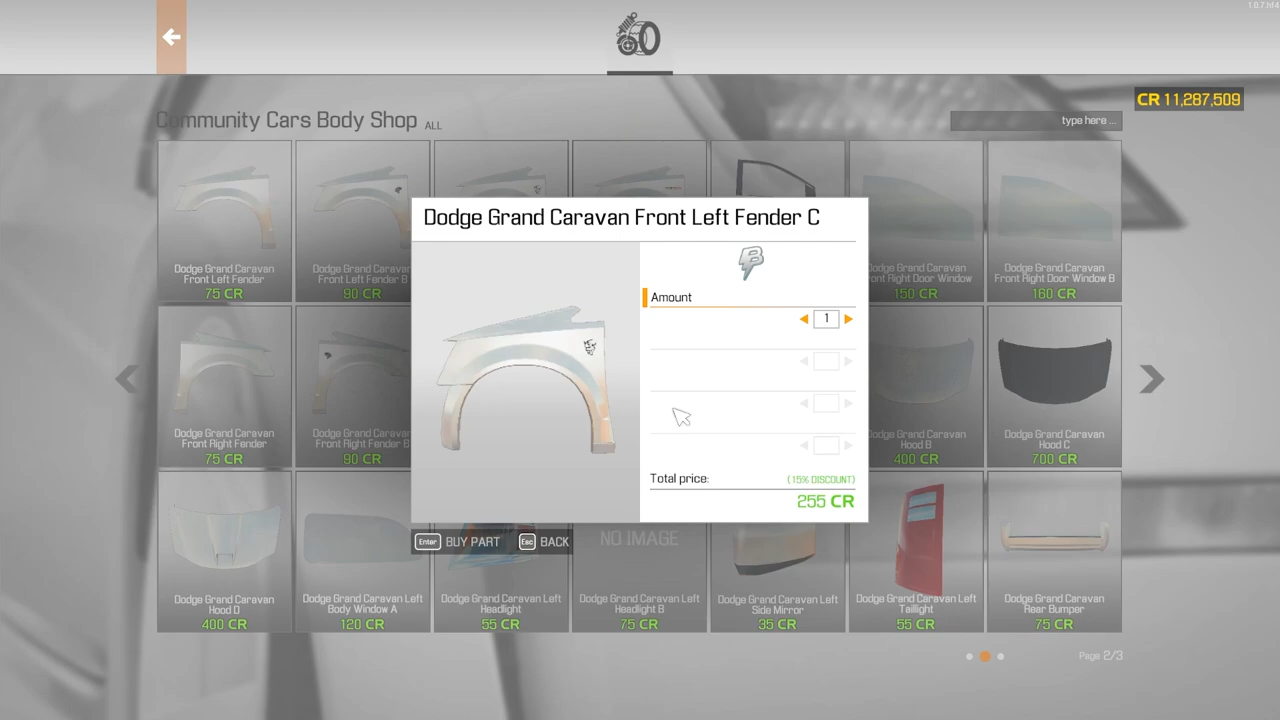 1.0.7.hf4
CR 11,287,509
Community Cars Body Shop ALL
type here ...
Dodge Grand Caravan Front Left Fender C
B
Amount
1
Total price:
(15% DISCOUNT)
255 CR
Enter BUY PART Esc BACK
Dodge Grand Caravan
Front Left Fender
75 CR
Dodge Grand Caravan
Front Left Fender B
90 CR
Dodge Grand Caravan
Front Right Door Window
150 CR
Dodge Grand Caravan
Front Right Door Window B
160 CR
Dodge Grand Caravan
Front Right Fender
75 CR
Dodge Grand Caravan
Front Right Fender B
90 CR
Dodge Grand Caravan
Hood B
400 CR
Dodge Grand Caravan
Hood C
700 CR
Dodge Grand Caravan
Hood D
400 CR
Dodge Grand Caravan Left
Body Window A
120 CR
Dodge Grand Caravan Left
Headlight
55 CR
NO IMAGE
Dodge Grand Caravan Left
Headlight B
75 CR
Dodge Grand Caravan Left
Side Mirror
35 CR
Dodge Grand Caravan Left
Taillight
55 CR
Dodge Grand Caravan
Rear Bumper
75 CR
Page 2/3